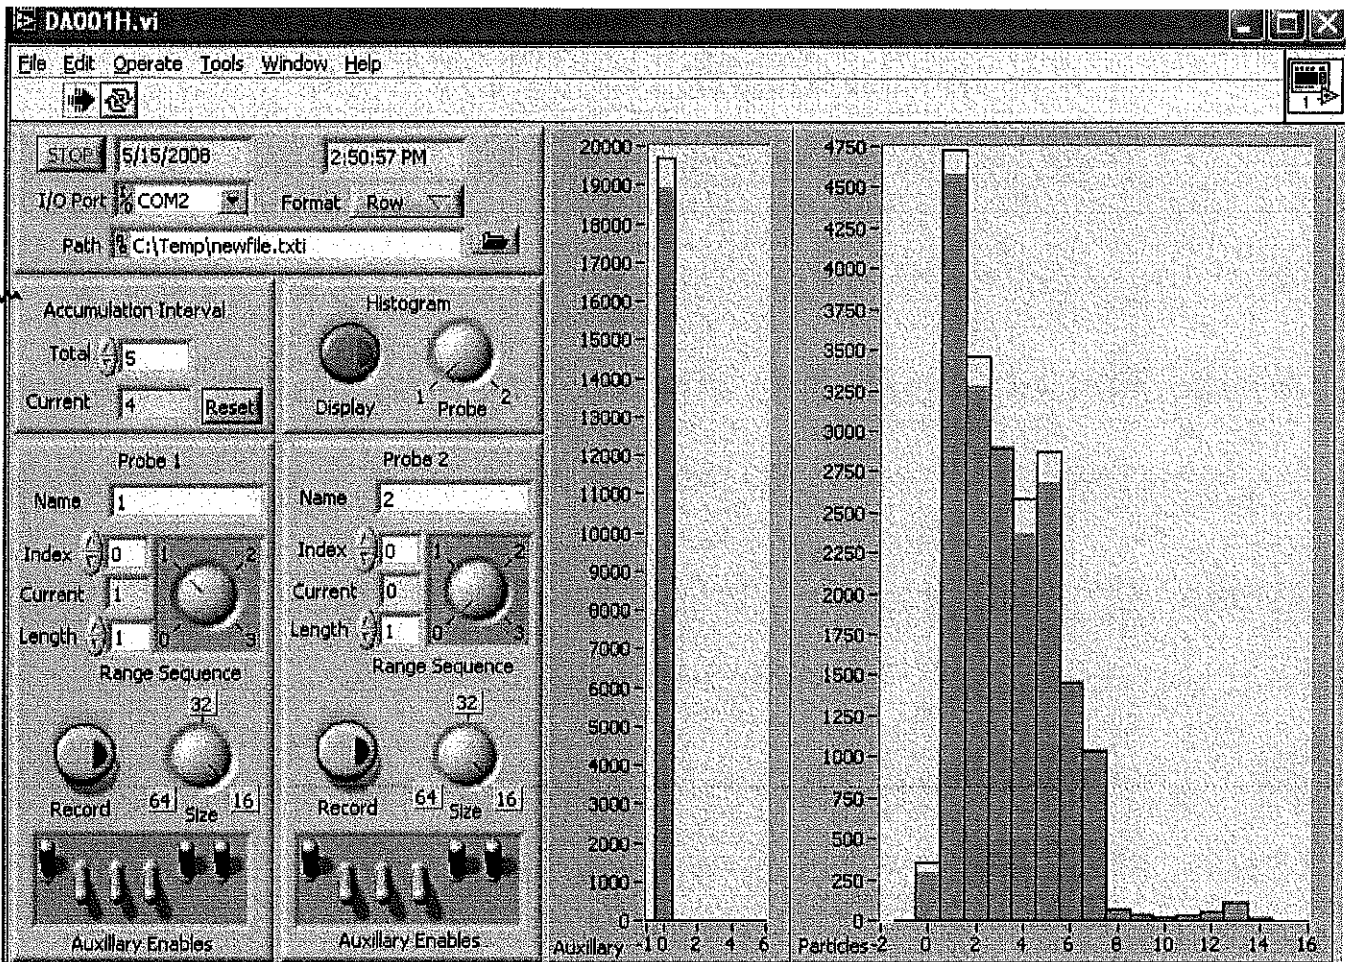 DA001H.vi
File Edit Operate Tools Window Help
1
STOP 5/15/2008 2:50:57 PM
I/O Port COM2 Format Row
Path C:\Temp\newfile.txti
Accumulation Interval
Total 5
Current 4 Reset
Histogram
Display 1 Probe 2
Probe 1
Name 1
Index 0 1 2
Current 1
Length 1 0 3
Range Sequence
32
Record 64 Size 16
Auxillary Enables
Probe 2
Name 2
Index 0 1 2
Current 0
Length 1 0 3
Range Sequence
32
Record 64 Size 16
Auxillary Enables
20000
19000
18000
17000
16000
15000
14000
13000
12000
11000
10000
9000
8000
7000
6000
5000
4000
3000
2000
1000
0
Auxillary -1 0 2 4 6
4750
4500
4250
4000
3750
3500
3250
3000
2750
2500
2250
2000
1750
1500
1250
1000
750
500
250
0
Particles -2 0 2 4 6 8 10 12 14 16